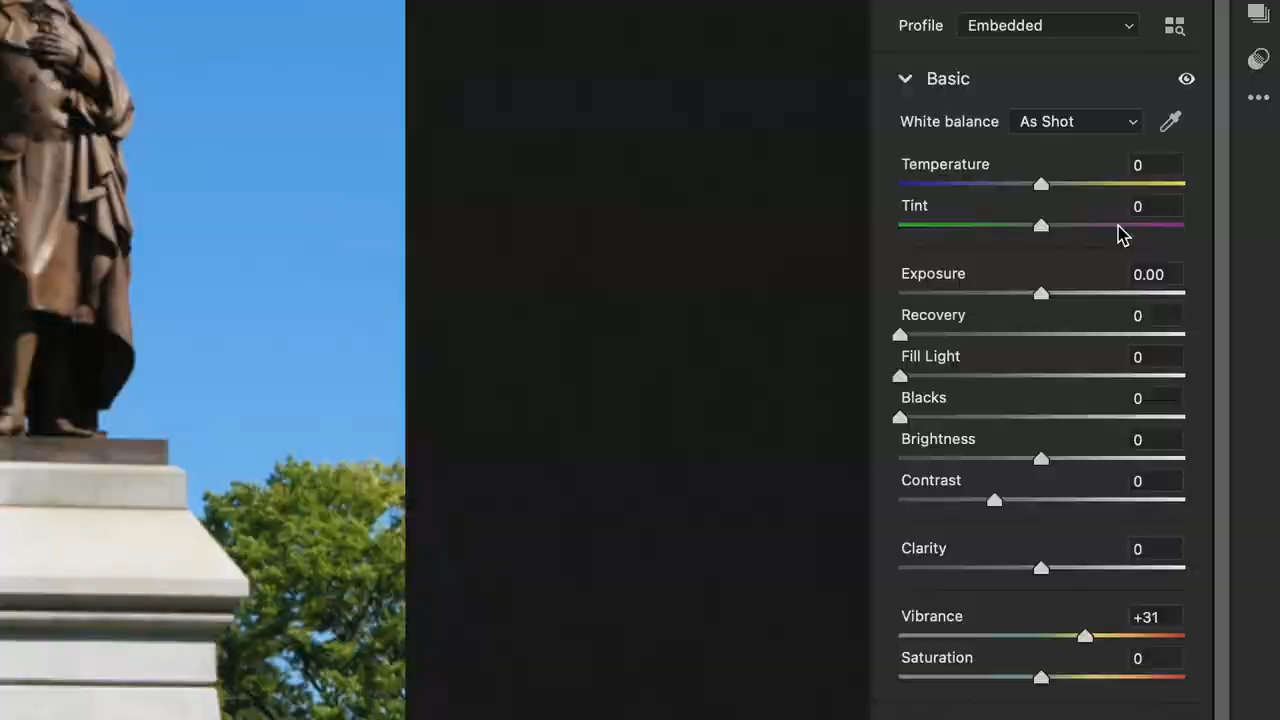 Profile Embedded
Basic
White balance As Shot
Temperature 0
Tint 0
Exposure 0.00
Recovery 0
Fill Light 0
Blacks 0
Brightness 0
Contrast 0
Clarity 0
Vibrance +31
Saturation 0